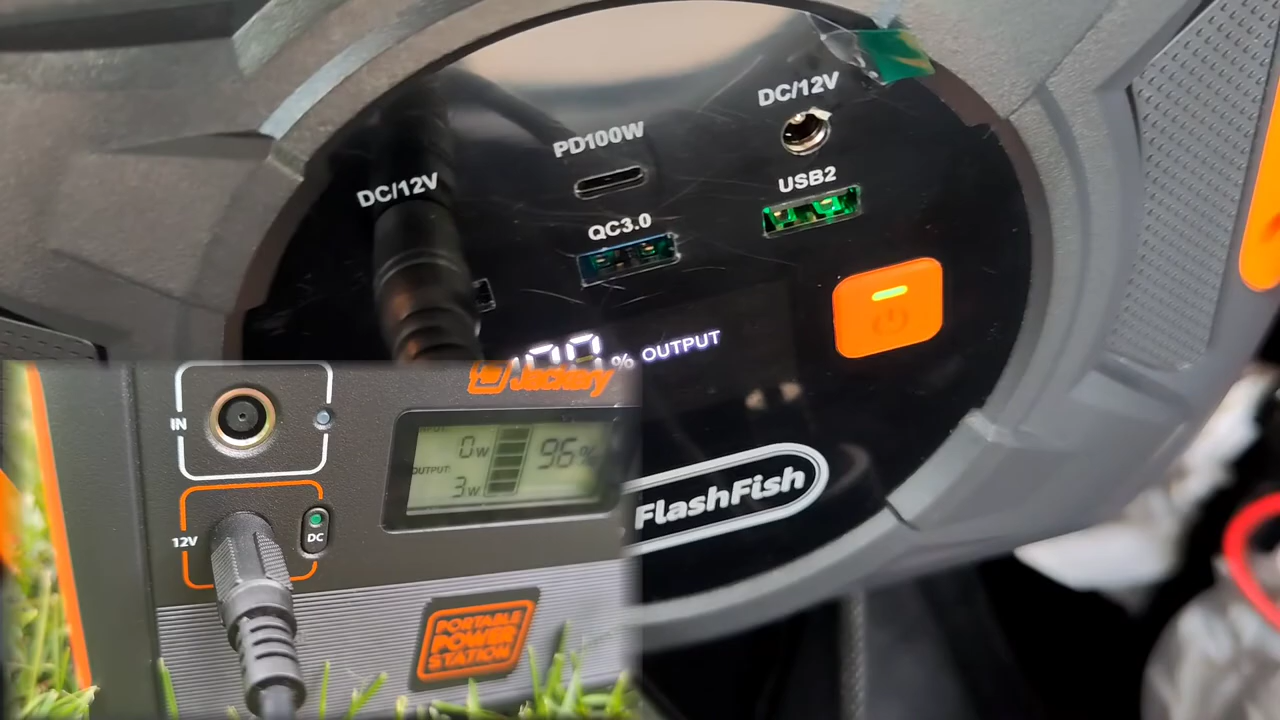 DC/12V
PD100W
DC/12V
USB2
QC3.0
% OUTPUT
FlashFish
Jackery
IN
0W
96%
OUTPUT:
3W
12V
DC
PORTABLE
POWER
STATION